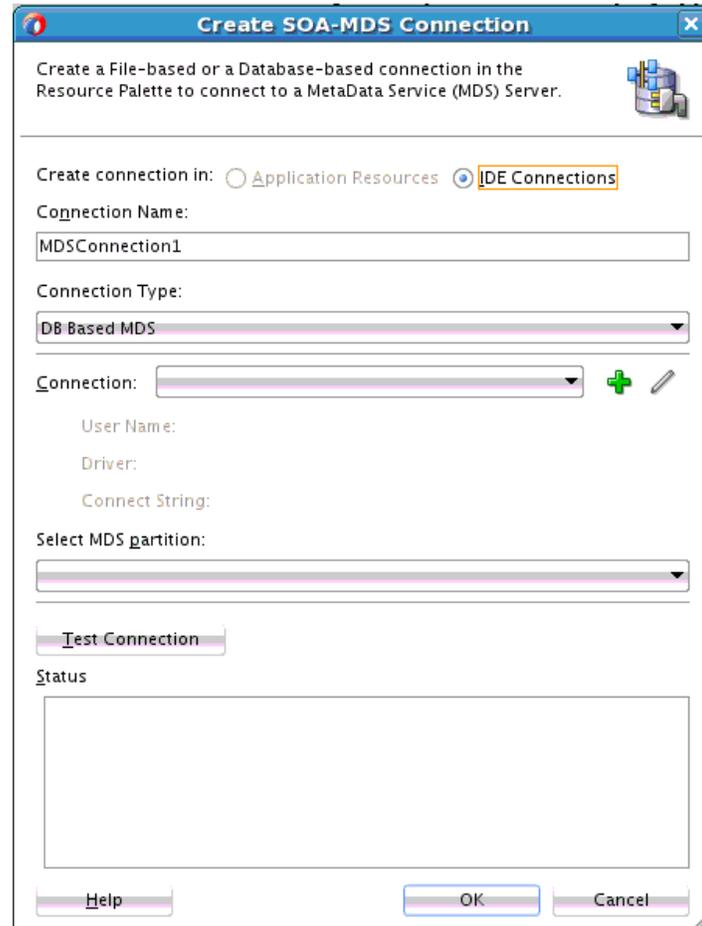 Create SOA-MDS Connection
Create a File-based or a Database-based connection in the
Resource Palette to connect to a MetaData Service (MDS) Server.
Create connection in: Application Resources IDE Connections
Connection Name:
MDSConnection1
Connection Type:
DB Based MDS
Connection:
User Name:
Driver:
Connect String:
Select MDS partition:
Test Connection
Status
Help OK Cancel